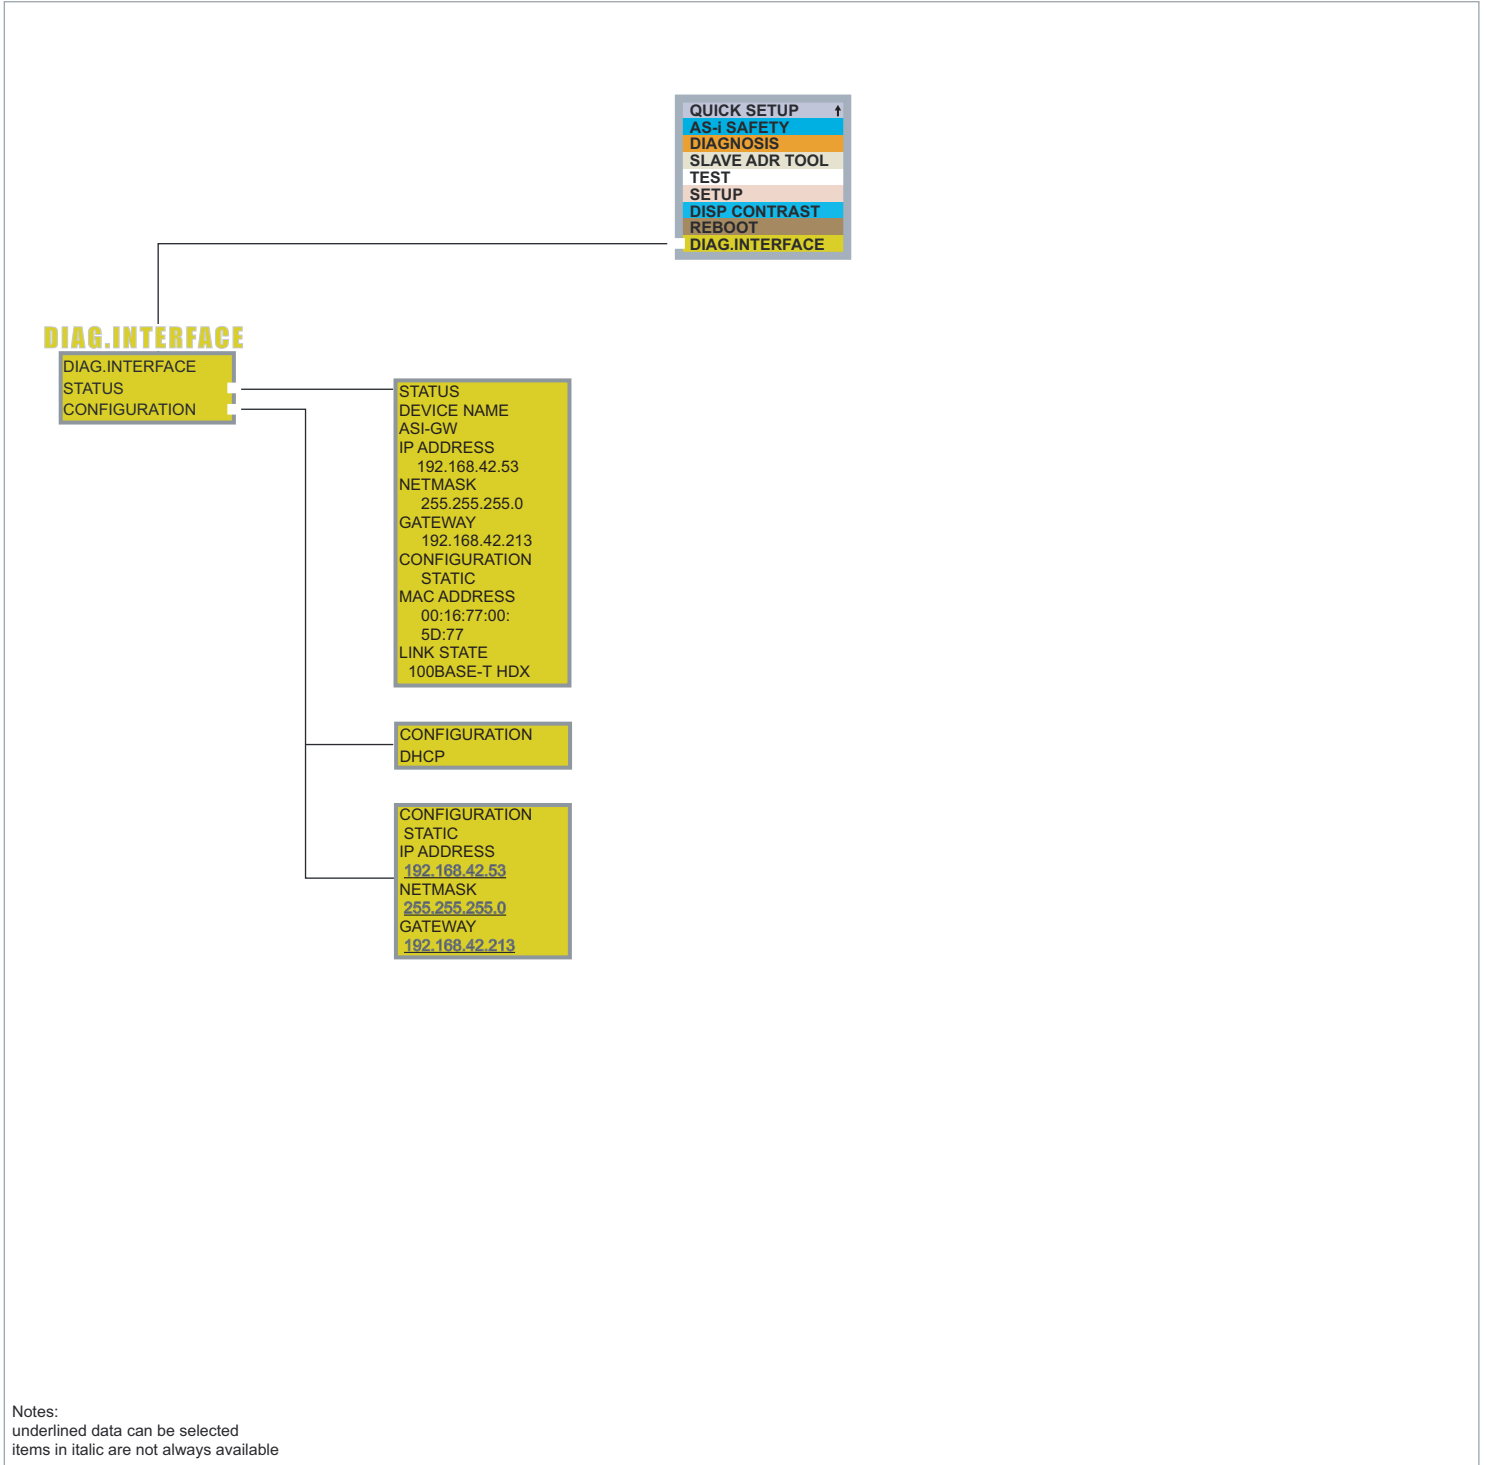 QUICK SETUP ↑
AS-i SAFETY
DIAGNOSIS
SLAVE ADR TOOL
TEST
SETUP
DISP CONTRAST
REBOOT
DIAG.INTERFACE
DIAG.INTERFACE
DIAG.INTERFACE
STATUS
CONFIGURATION
STATUS
DEVICE NAME
ASI-GW
IP ADDRESS
192.168.42.53
NETMASK
255.255.255.0
GATEWAY
192.168.42.213
CONFIGURATION
STATIC
MAC ADDRESS
00:16:77:00:
5D:77
LINK STATE
100BASE-T HDX
CONFIGURATION
DHCP
CONFIGURATION
STATIC
IP ADDRESS
192.168.42.53
NETMASK
255.255.255.0
GATEWAY
192.168.42.213
Notes:
underlined data can be selected
items in italic are not always available